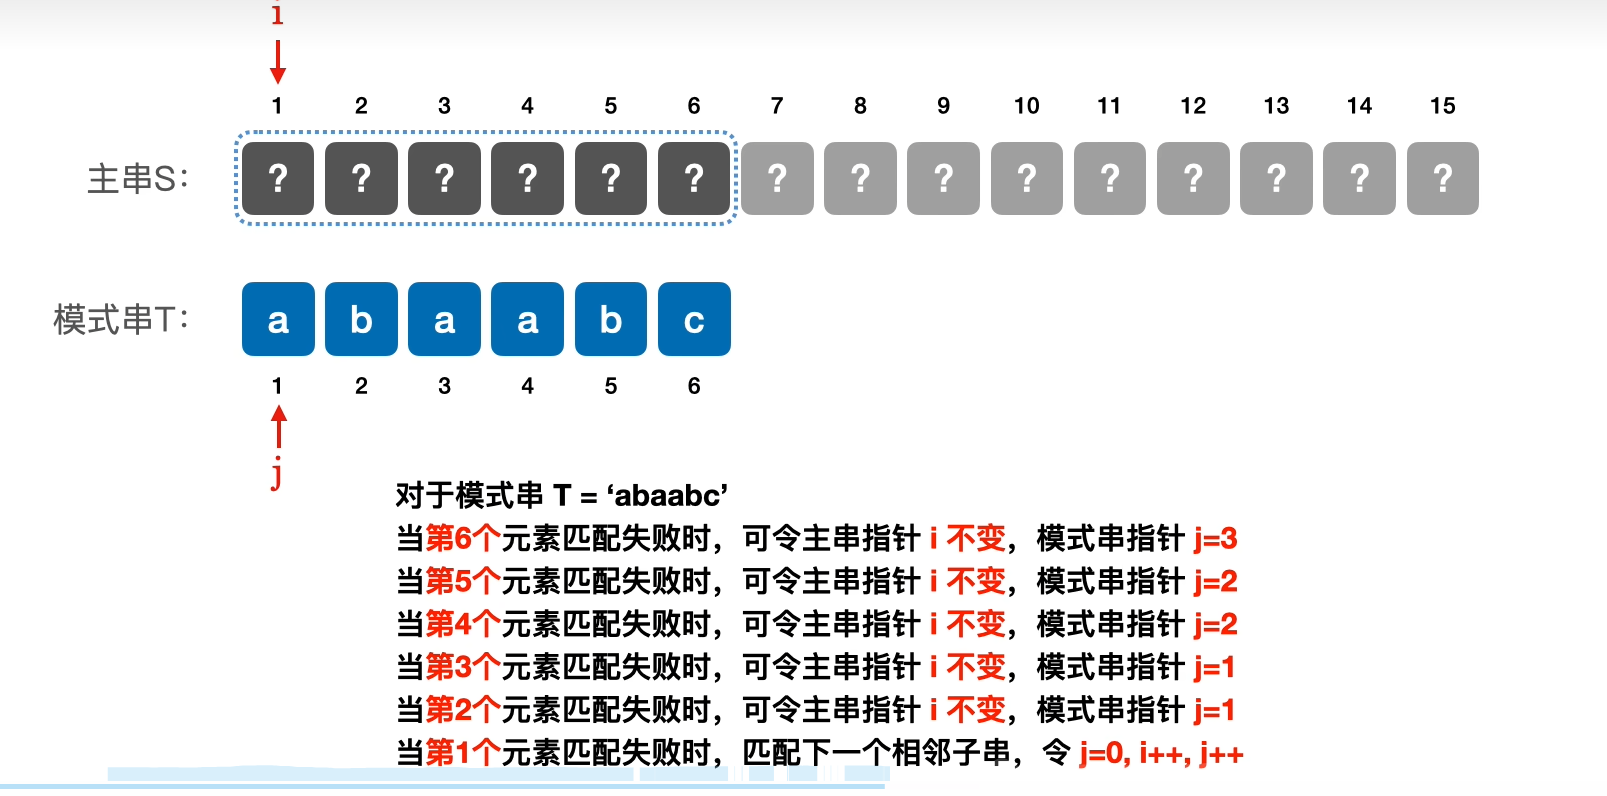 i
1 2 3 4 5 6 7 8 9 10 11 12 13 14 15
主串S： ? ? ? ? ? ? ? ? ? ? ? ? ? ? ?
模式串T： a b a a b c
1 2 3 4 5 6
j
对于模式串 T = ‘abaabc’
当第6个元素匹配失败时，可令主串指针 i 不变，模式串指针 j=3
当第5个元素匹配失败时，可令主串指针 i 不变，模式串指针 j=2
当第4个元素匹配失败时，可令主串指针 i 不变，模式串指针 j=2
当第3个元素匹配失败时，可令主串指针 i 不变，模式串指针 j=1
当第2个元素匹配失败时，可令主串指针 i 不变，模式串指针 j=1
当第1个元素匹配失败时，匹配下一个相邻子串，令 j=0, i++, j++